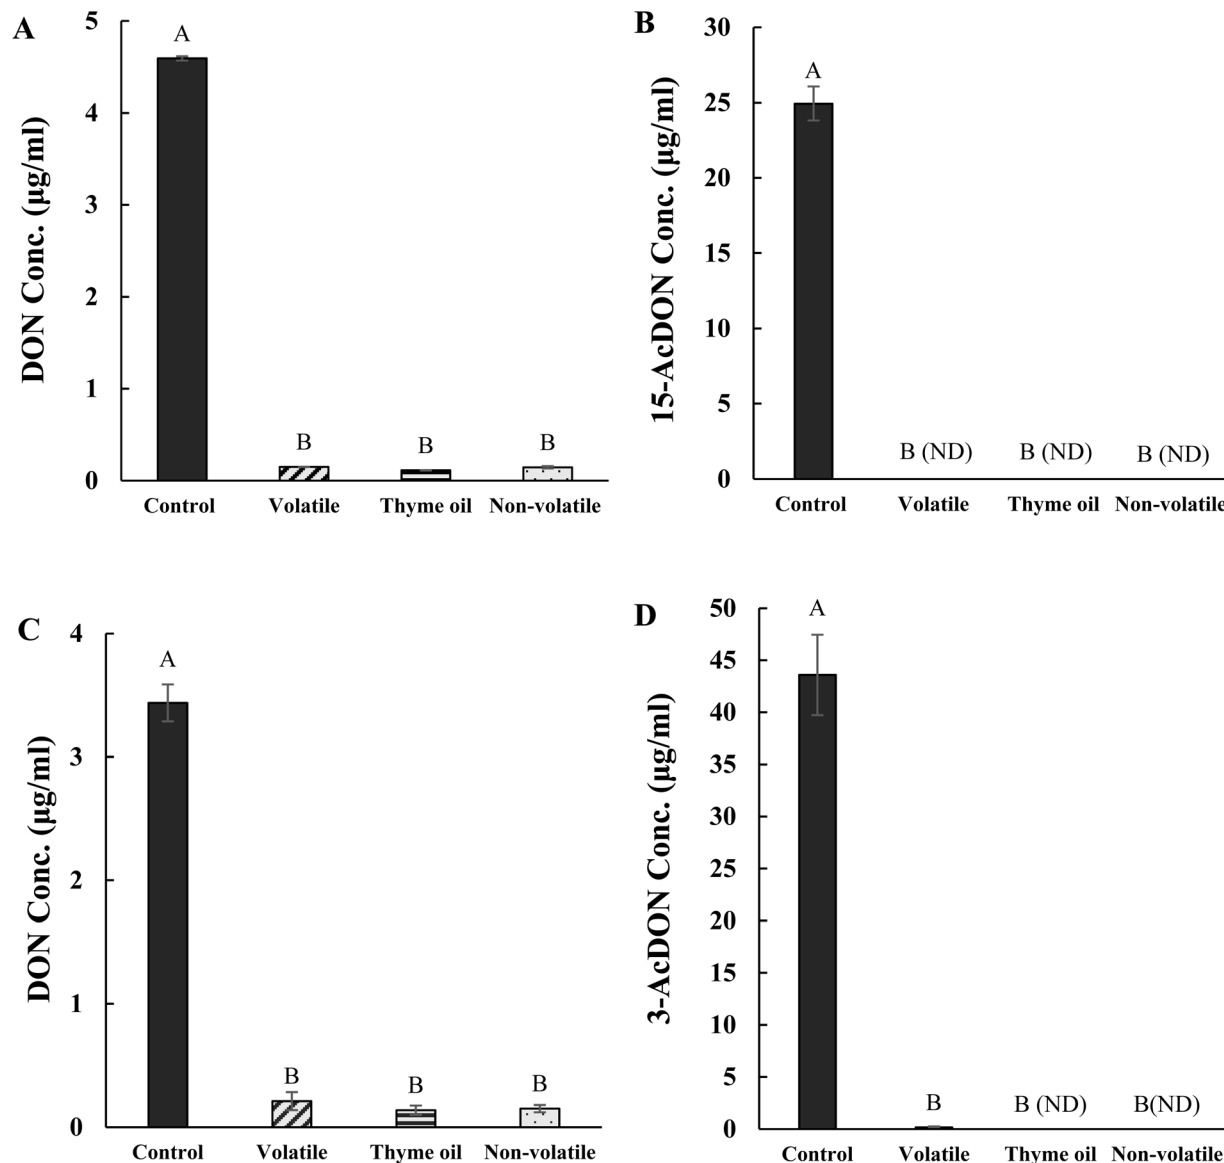 A
DON Conc. (µg/ml)
5
4
3
2
1
0
A
B
B
B
Control Volatile Thyme oil Non-volatile
B
15-AcDON Conc. (µg/ml)
30
25
20
15
10
5
0
A
B (ND) B (ND) B (ND)
Control Volatile Thyme oil Non-volatile
C
DON Conc. (µg/ml)
4
3
2
1
0
A
B
B
B
Control Volatile Thyme oil Non-volatile
D
3-AcDON Conc. (µg/ml)
50
45
40
35
30
25
20
15
10
5
0
A
B B (ND) B(ND)
Control Volatile Thyme oil Non-volatile